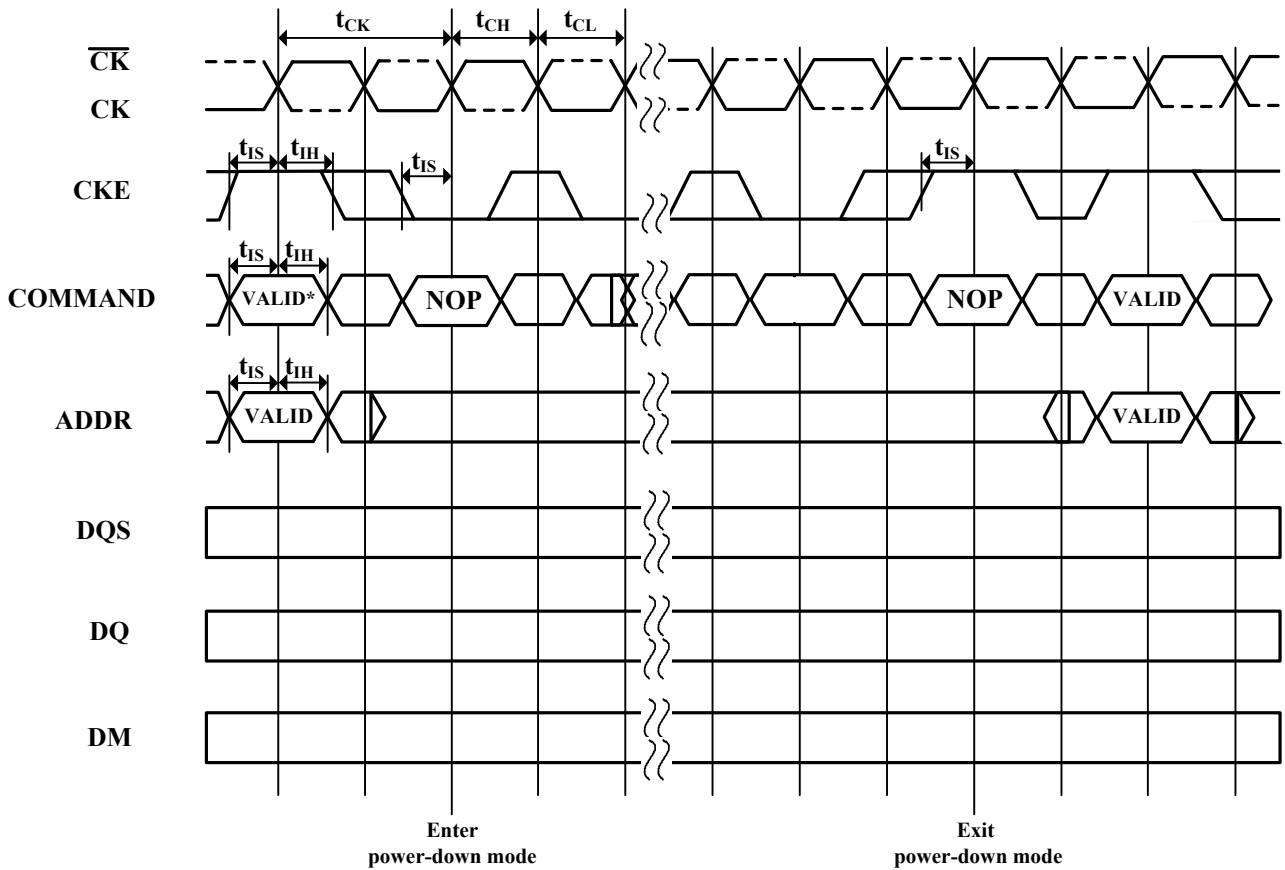 tCK tCH tCL
CK
CK
tIS tIH tIS tIS
CKE
tIS tIH
COMMAND VALID* NOP NOP VALID
tIS tIH
ADDR VALID VALID
DQS
DQ
DM
Enter
power-down mode
Exit
power-down mode